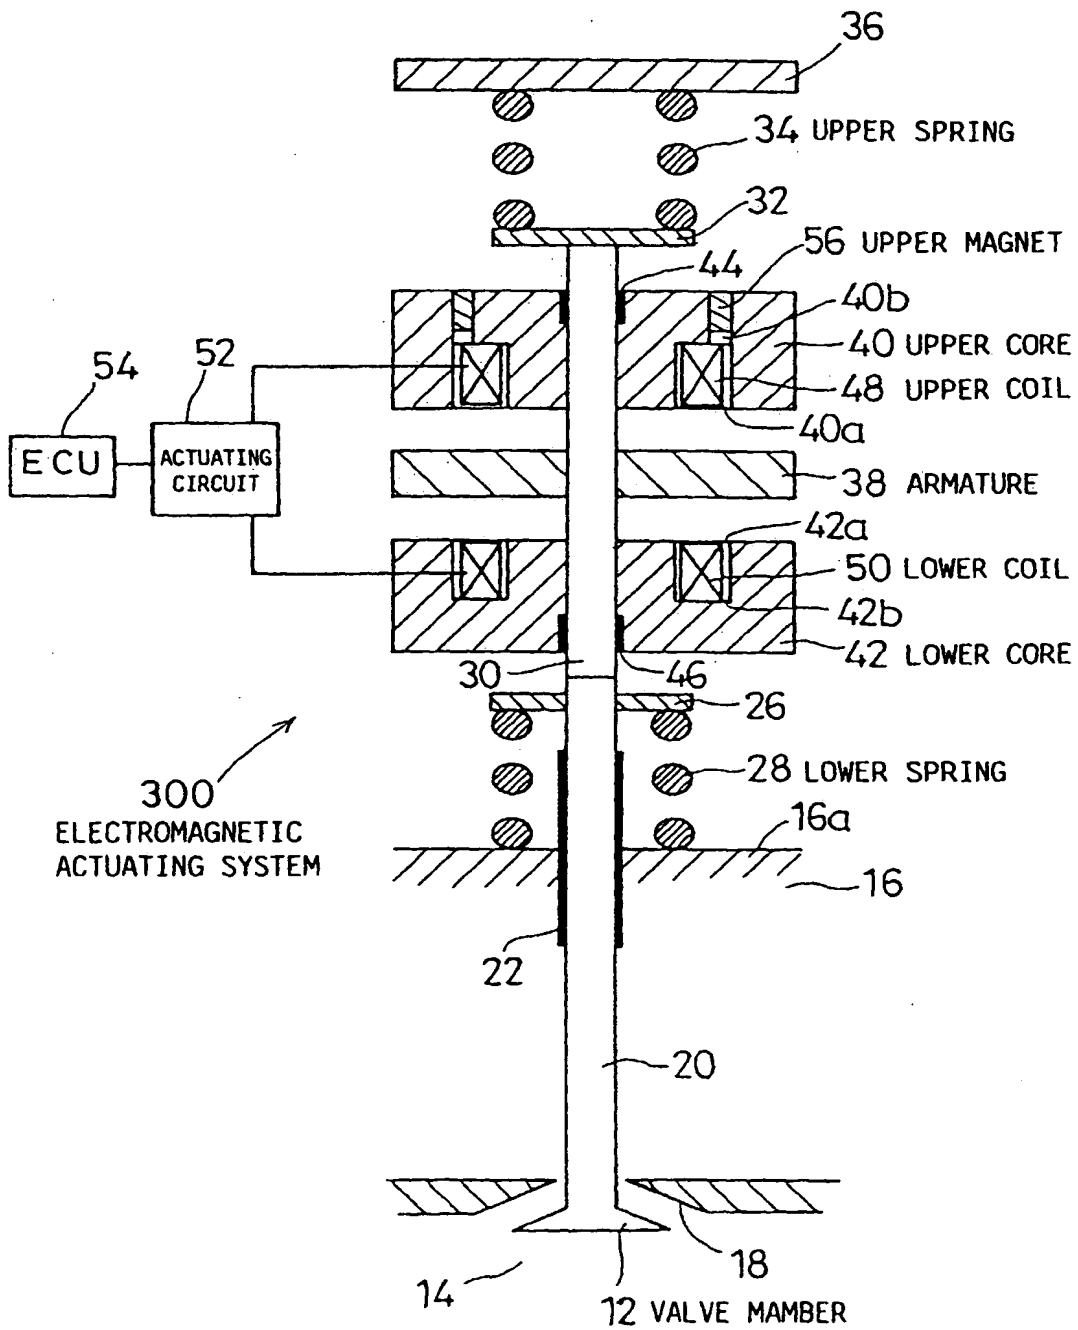 36
34 UPPER SPRING
32
56 UPPER MAGNET
44
40b
40 UPPER CORE
54
52
48 UPPER COIL
40a
ECU
ACTUATING
CIRCUIT
38 ARMATURE
42a
50 LOWER COIL
42b
42 LOWER CORE
30
46
26
28 LOWER SPRING
300
ELECTROMAGNETIC
ACTUATING SYSTEM
16a
16
22
20
18
14
12 VALVE MAMBER